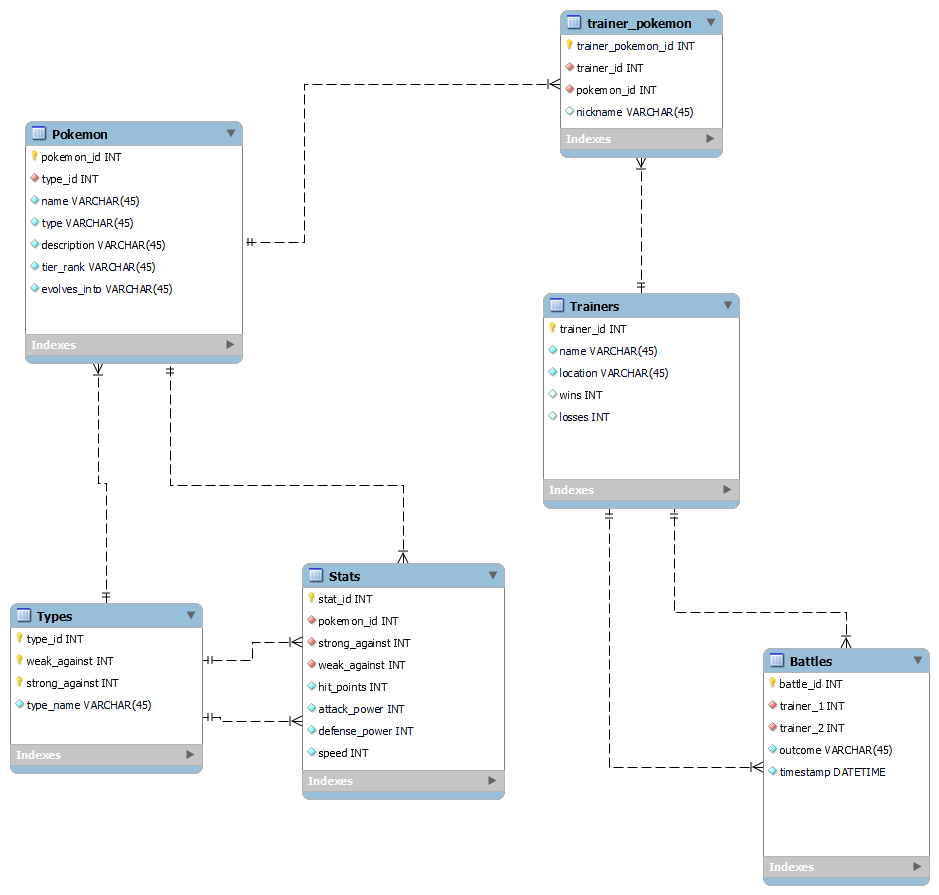 trainer_pokemon
trainer_pokemon_id INT
trainer_id INT
pokemon_id INT
nickname VARCHAR(45)
Indexes
Pokemon
pokemon_id INT
type_id INT
name VARCHAR(45)
type VARCHAR(45)
description VARCHAR(45)
tier_rank VARCHAR(45)
evolves_into VARCHAR(45)
Indexes
Trainers
trainer_id INT
name VARCHAR(45)
location VARCHAR(45)
wins INT
losses INT
Indexes
Stats
stat_id INT
pokemon_id INT
strong_against INT
weak_against INT
hit_points INT
attack_power INT
defense_power INT
speed INT
Indexes
Types
type_id INT
weak_against INT
strong_against INT
type_name VARCHAR(45)
Indexes
Battles
battle_id INT
trainer_1 INT
trainer_2 INT
outcome VARCHAR(45)
timestamp DATETIME
Indexes